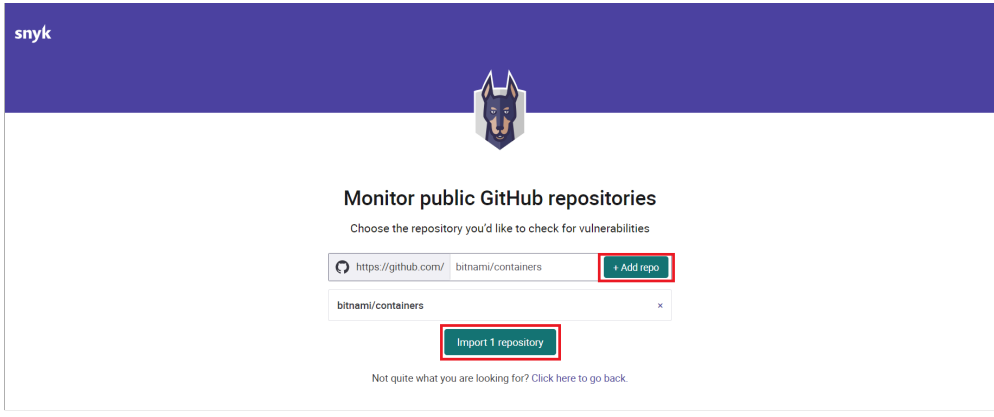 snyk
Monitor public GitHub repositories
Choose the repository you'd like to check for vulnerabilities
https://github.com/ bitnami/containers + Add repo
bitnami/containers ×
Import 1 repository
Not quite what you are looking for? Click here to go back.